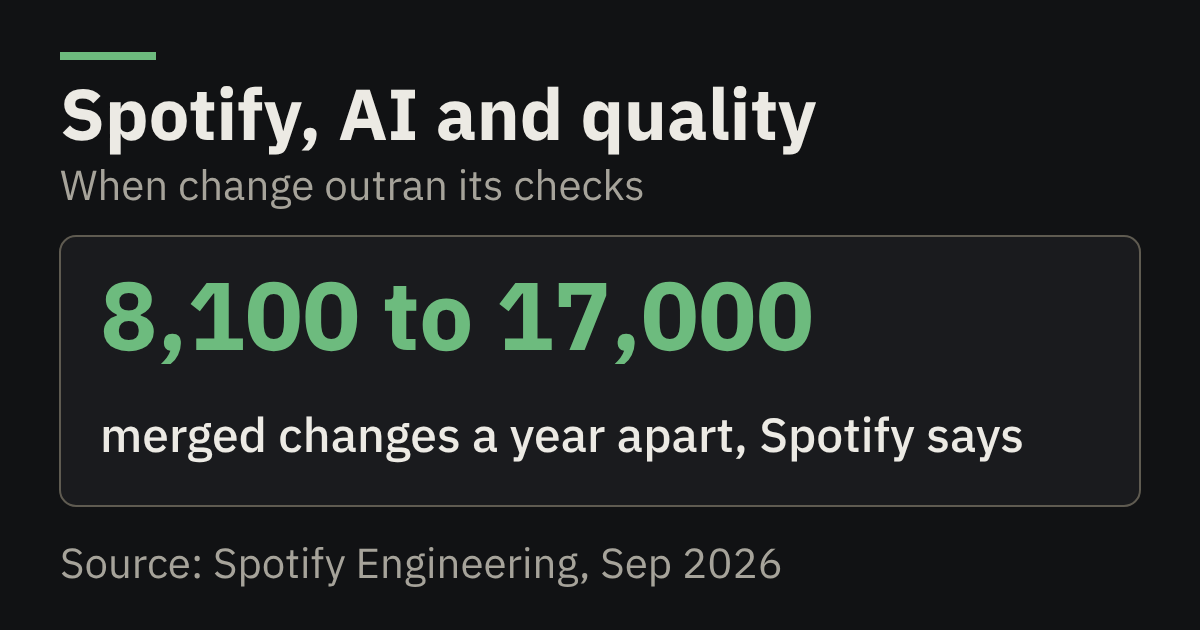 Spotify, AI and quality
When change outran its checks
8,100 to 17,000
merged changes a year apart, Spotify says
Source: Spotify Engineering, Sep 2026